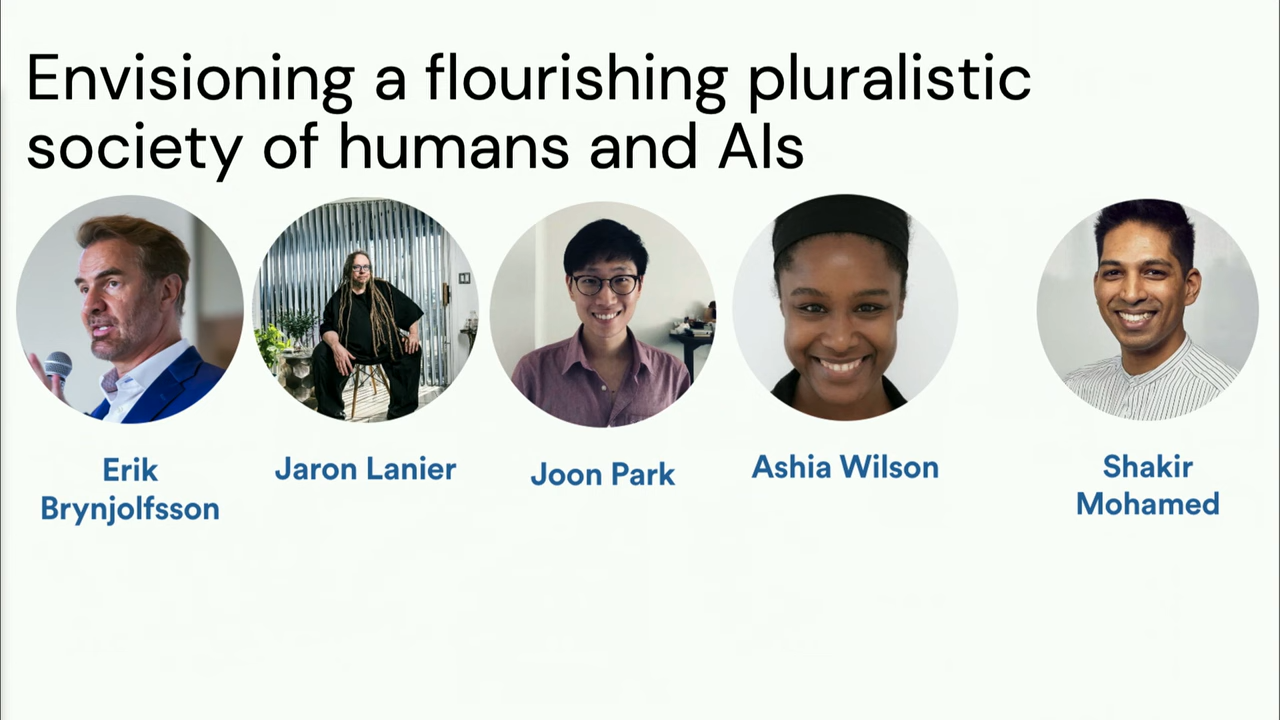 Envisioning a flourishing pluralistic
society of humans and AIs
Erik
Brynjolfsson
Jaron Lanier
Joon Park
Ashia Wilson
Shakir
Mohamed